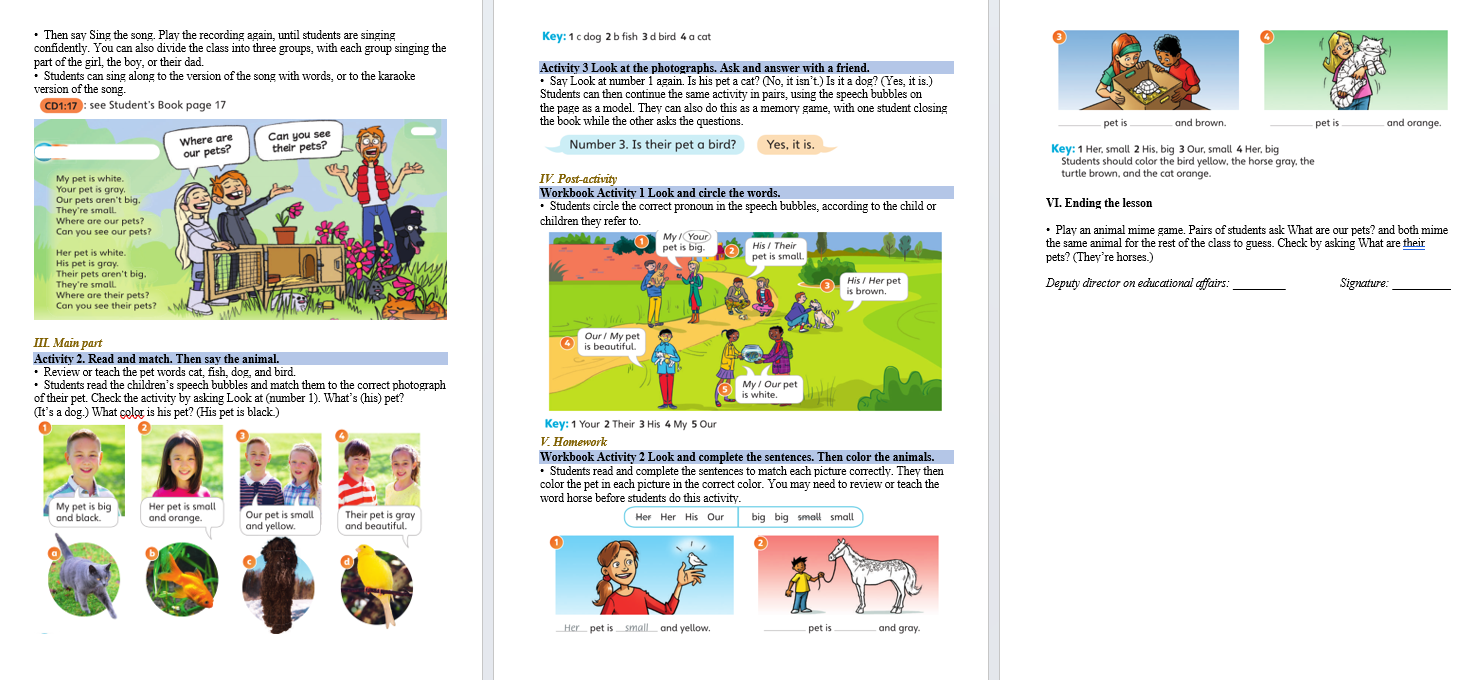 • Then say Sing the song. Play the recording again, until students are singing
confidently. You can also divide the class into three groups, with each group singing the
part of the girl, the boy, or their dad.
• Students can sing along to the version of the song with words, or to the karaoke
version of the song.
CD1:17 : see Student's Book page 17
Where are
our pets?
Can you see
their pets?
My pet is white.
Your pet is gray.
Our pets aren't big.
They're small.
Where are our pets?
Can you see our pets?
Her pet is white.
His pet is gray.
Their pets aren't big.
They're small.
Where are their pets?
Can you see their pets?
III. Main part
Activity 2. Read and match. Then say the animal.
• Review or teach the pet words cat, fish, dog, and bird.
• Students read the children's speech bubbles and match them to the correct photograph
of their pet. Check the activity by asking Look at (number 1). What's (his) pet?
(It's a dog.) What color is his pet? (His pet is black.)
1
2
3
4
My pet is big
and black.
Her pet is small
and orange.
Our pet is small
and yellow.
Their pet is gray
and beautiful.
a
b
c
d
Key: 1 c dog 2 b fish 3 d bird 4 a cat
Activity 3 Look at the photographs. Ask and answer with a friend.
• Say Look at number 1 again. Is his pet a cat? (No, it isn't.) Is it a dog? (Yes, it is.)
Students can then continue the same activity in pairs, using the speech bubbles on
the page as a model. They can also do this as a memory game, with one student closing
the book while the other asks the questions.
Number 3. Is their pet a bird?
Yes, it is.
IV. Post-activity
Workbook Activity 1 Look and circle the words.
• Students circle the correct pronoun in the speech bubbles, according to the child or
children they refer to.
1
My / Your
pet is big.
2
His / Their
pet is small.
3
His / Her pet
is brown.
4
Our / My pet
is beautiful.
5
My / Our pet
is white.
Key: 1 Your 2 Their 3 His 4 My 5 Our
V. Homework
Workbook Activity 2 Look and complete the sentences. Then color the animals.
• Students read and complete the sentences to match each picture correctly. They then
color the pet in each picture in the correct color. You may need to review or teach the
word horse before students do this activity.
Her Her His Our big big small small
1
2
Her pet is small and yellow.
______ pet is ______ and gray.
3
4
______ pet is ______ and brown.
______ pet is ______ and orange.
Key: 1 Her, small 2 His, big 3 Our, small 4 Her, big
Students should color the bird yellow, the horse gray, the
turtle brown, and the cat orange.
VI. Ending the lesson
• Play an animal mime game. Pairs of students ask What are our pets? and both mime
the same animal for the rest of the class to guess. Check by asking What are their
pets? (They're horses.)
Deputy director on educational affairs: ________ Signature: ________